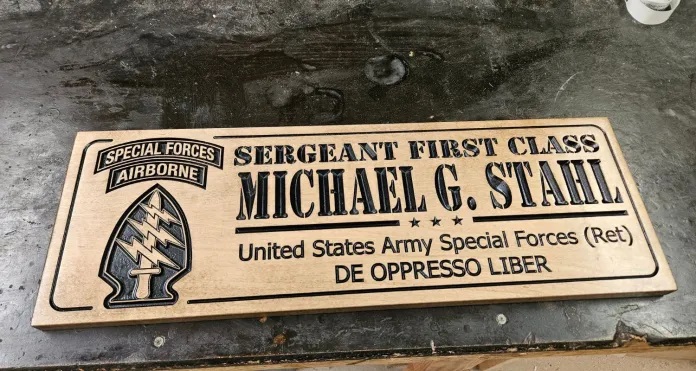 SPECIAL FORCES
AIRBORNE
SERGEANT FIRST CLASS
MICHAEL G. STAHL
United States Army Special Forces (Ret)
DE OPPRESSO LIBER